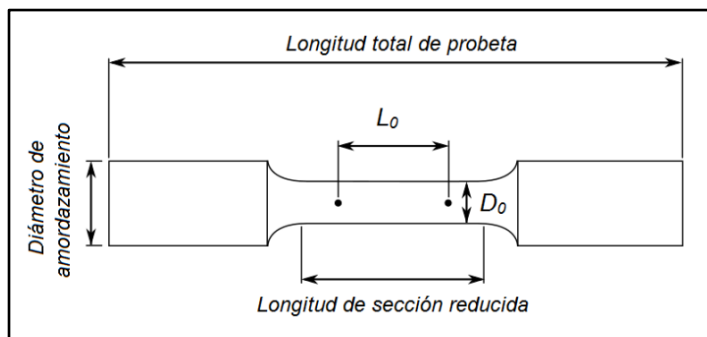 Longitud total de probeta
L0
Diámetro de
amordazamiento
D0
Longitud de sección reducida